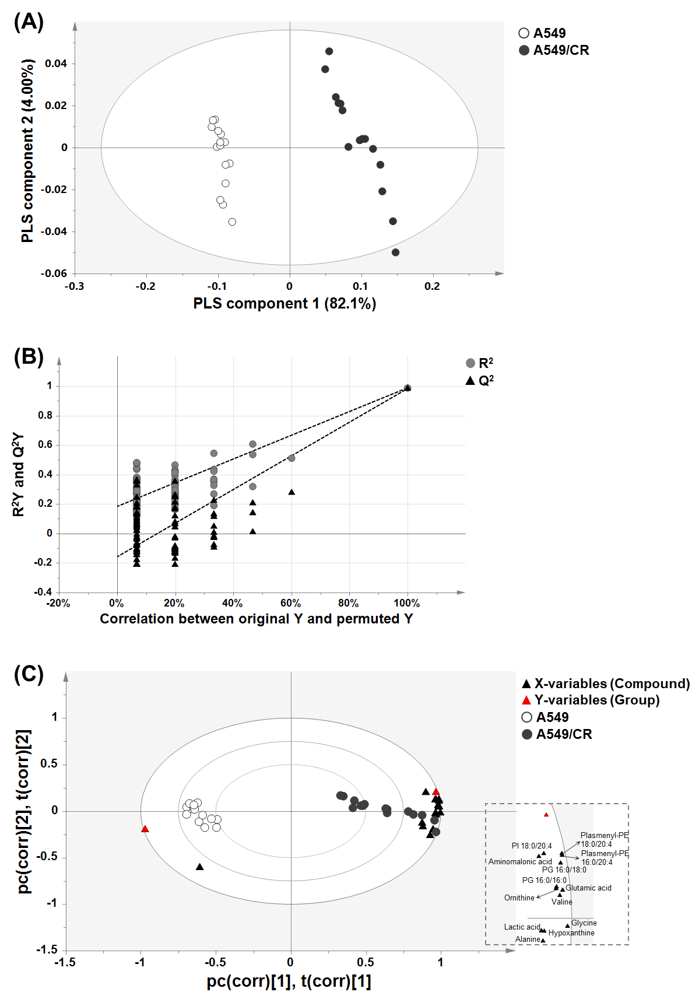 (A)
A549
A549/CR
PLS component 2 (4.00%)
0.04
0.02
0
-0.02
-0.04
-0.06
-0.3
-0.2
-0.1
0
0.1
0.2
PLS component 1 (82.1%)
(B)
R²
Q²
R²Y and Q²Y
1
0.8
0.6
0.4
0.2
0
-0.2
-0.4
-20%
0%
20%
40%
60%
80%
100%
Correlation between original Y and permuted Y
(C)
X-variables (Compound)
Y-variables (Group)
A549
A549/CR
pc(corr)[2], t(corr)[2]
1
0.5
0
-0.5
-1
-1.5
-1.5
-1
-0.5
0
0.5
1
pc(corr)[1], t(corr)[1]
Plasmenyl-PE
18:0/20:4
PI 18:0/20:4
Plasmenyl-PE
16:0/20:4
Aminomalonic acid
PG 16:0/18:0
PG 16:0/16:0
Glutamic acid
Ornithine
Valine
Glycine
Lactic acid
Hypoxanthine
Alanine